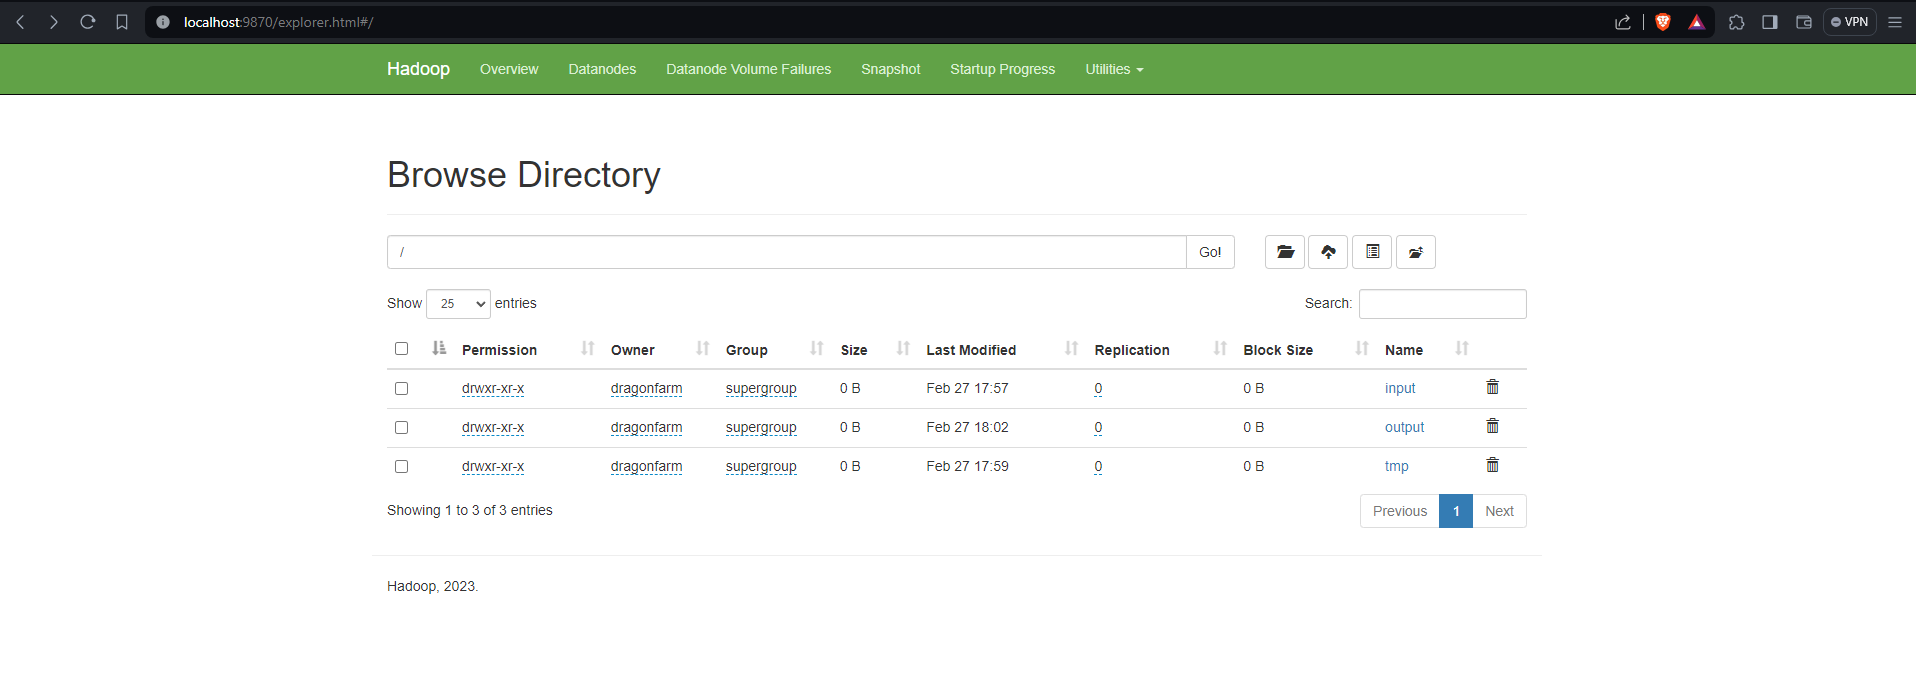 localhost:9870/explorer.html#/
VPN
Hadoop Overview Datanodes Datanode Volume Failures Snapshot Startup Progress Utilities
Browse Directory
/ Go!
Show 25 entries Search:
Permission Owner Group Size Last Modified Replication Block Size Name
drwxr-xr-x dragonfarm supergroup 0 B Feb 27 17:57 0 0 B input
drwxr-xr-x dragonfarm supergroup 0 B Feb 27 18:02 0 0 B output
drwxr-xr-x dragonfarm supergroup 0 B Feb 27 17:59 0 0 B tmp
Showing 1 to 3 of 3 entries Previous 1 Next
Hadoop, 2023.